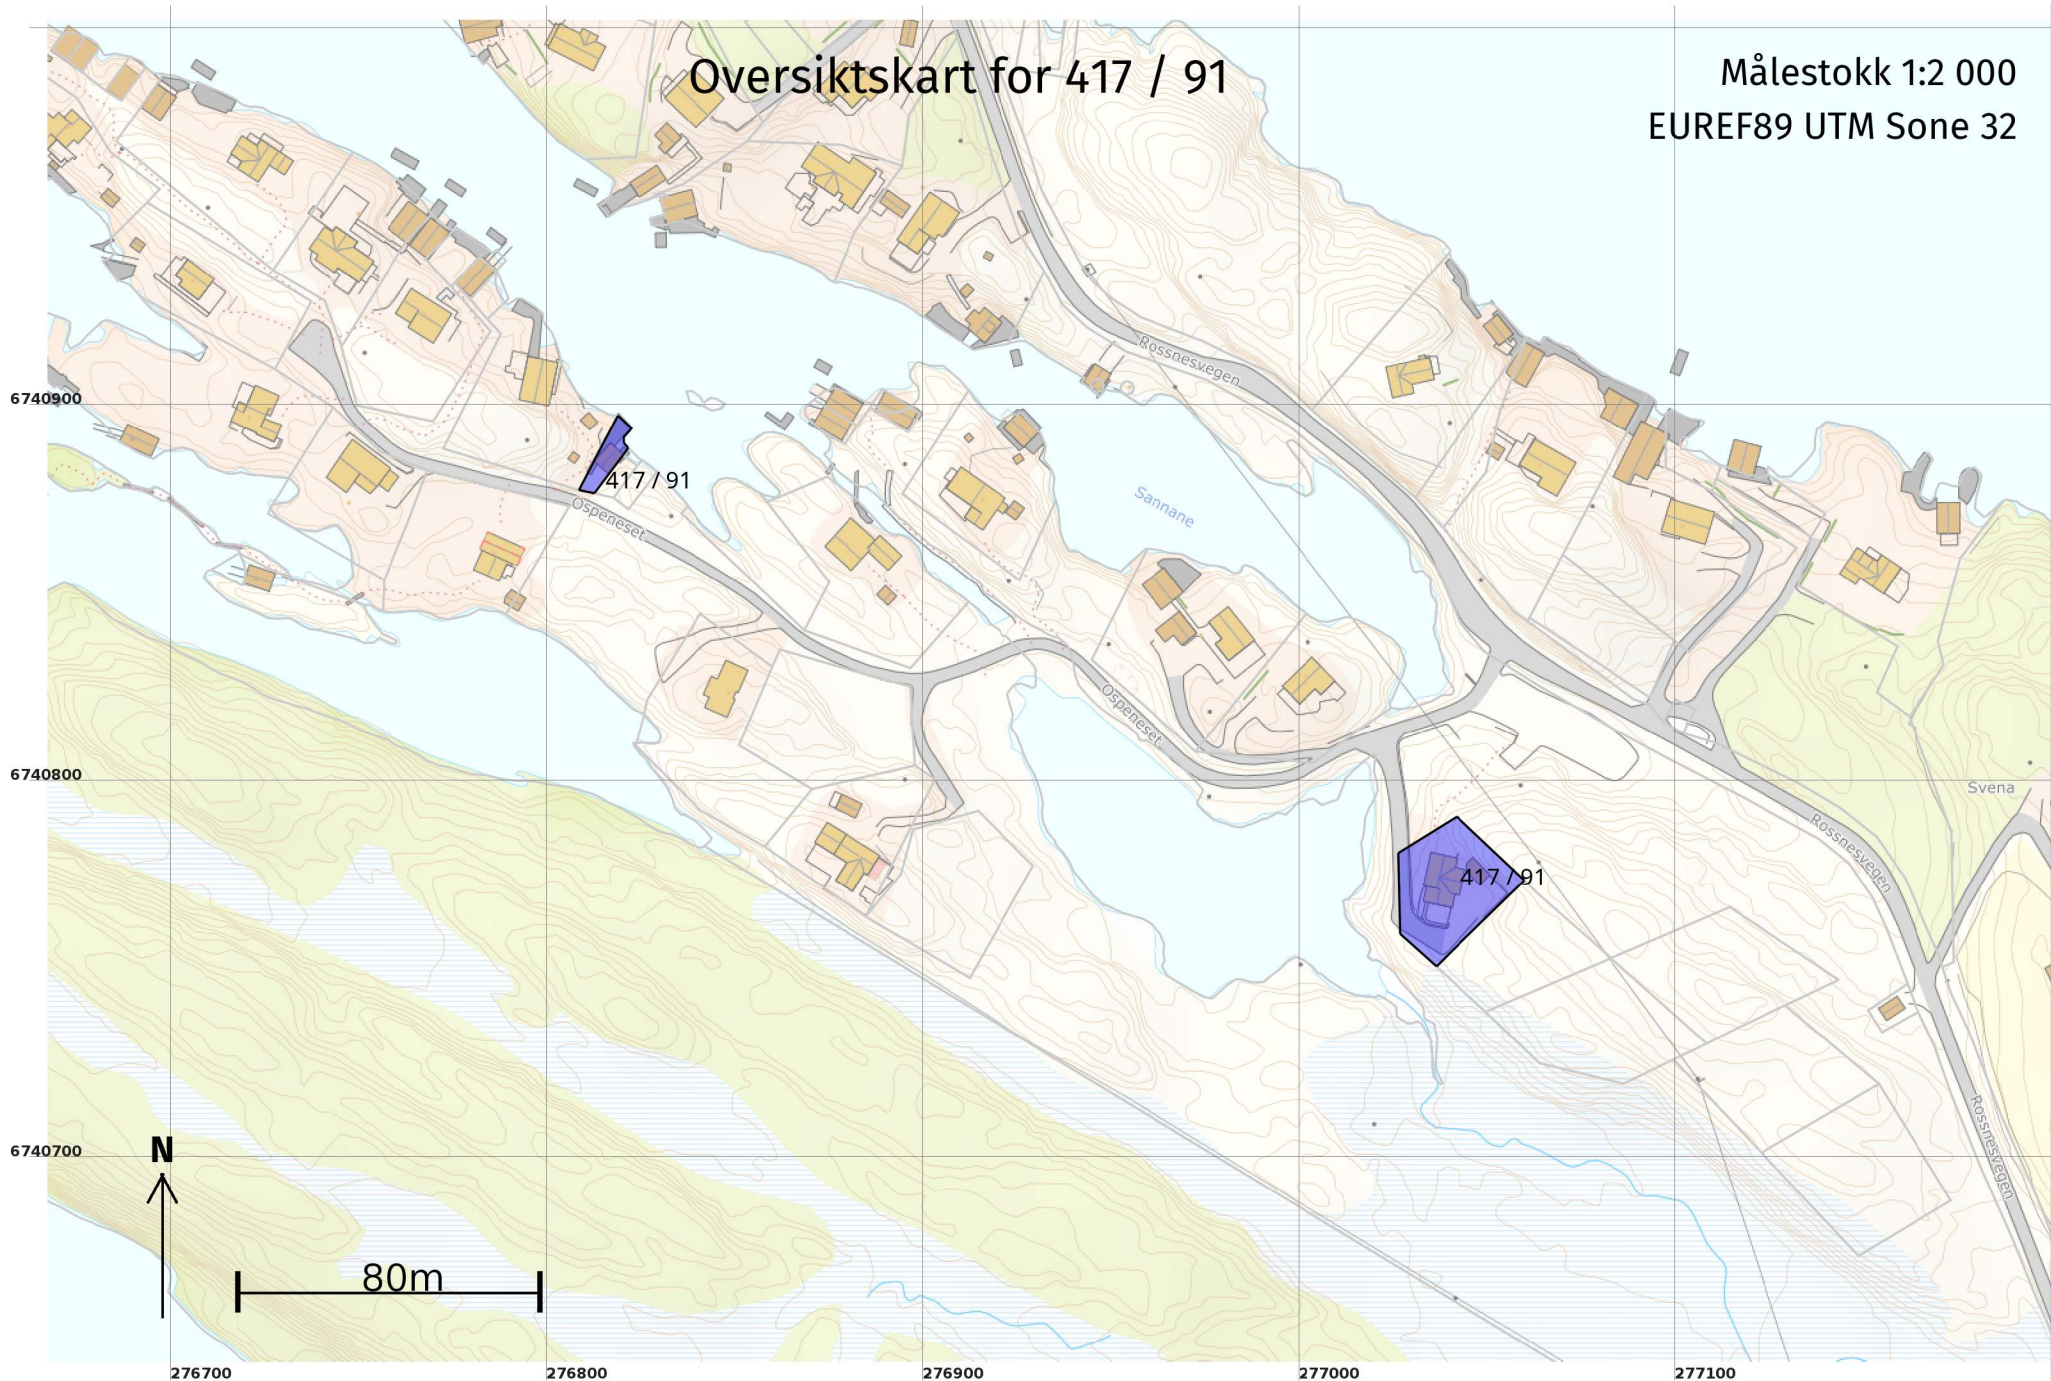 Oversiktskart for 417 / 91
Målestokk 1:2 000
EUREF89 UTM Sone 32
Rossnesvegen
6740900
417 / 91
Sannane
Ospeneset
Ospeneset
6740800
Svena
Rossnesvegen
417 / 91
Rossnesvegen
6740700
N
80m
276700
276800
276900
277000
277100